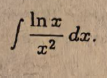 ∫ ln x / x² dx.